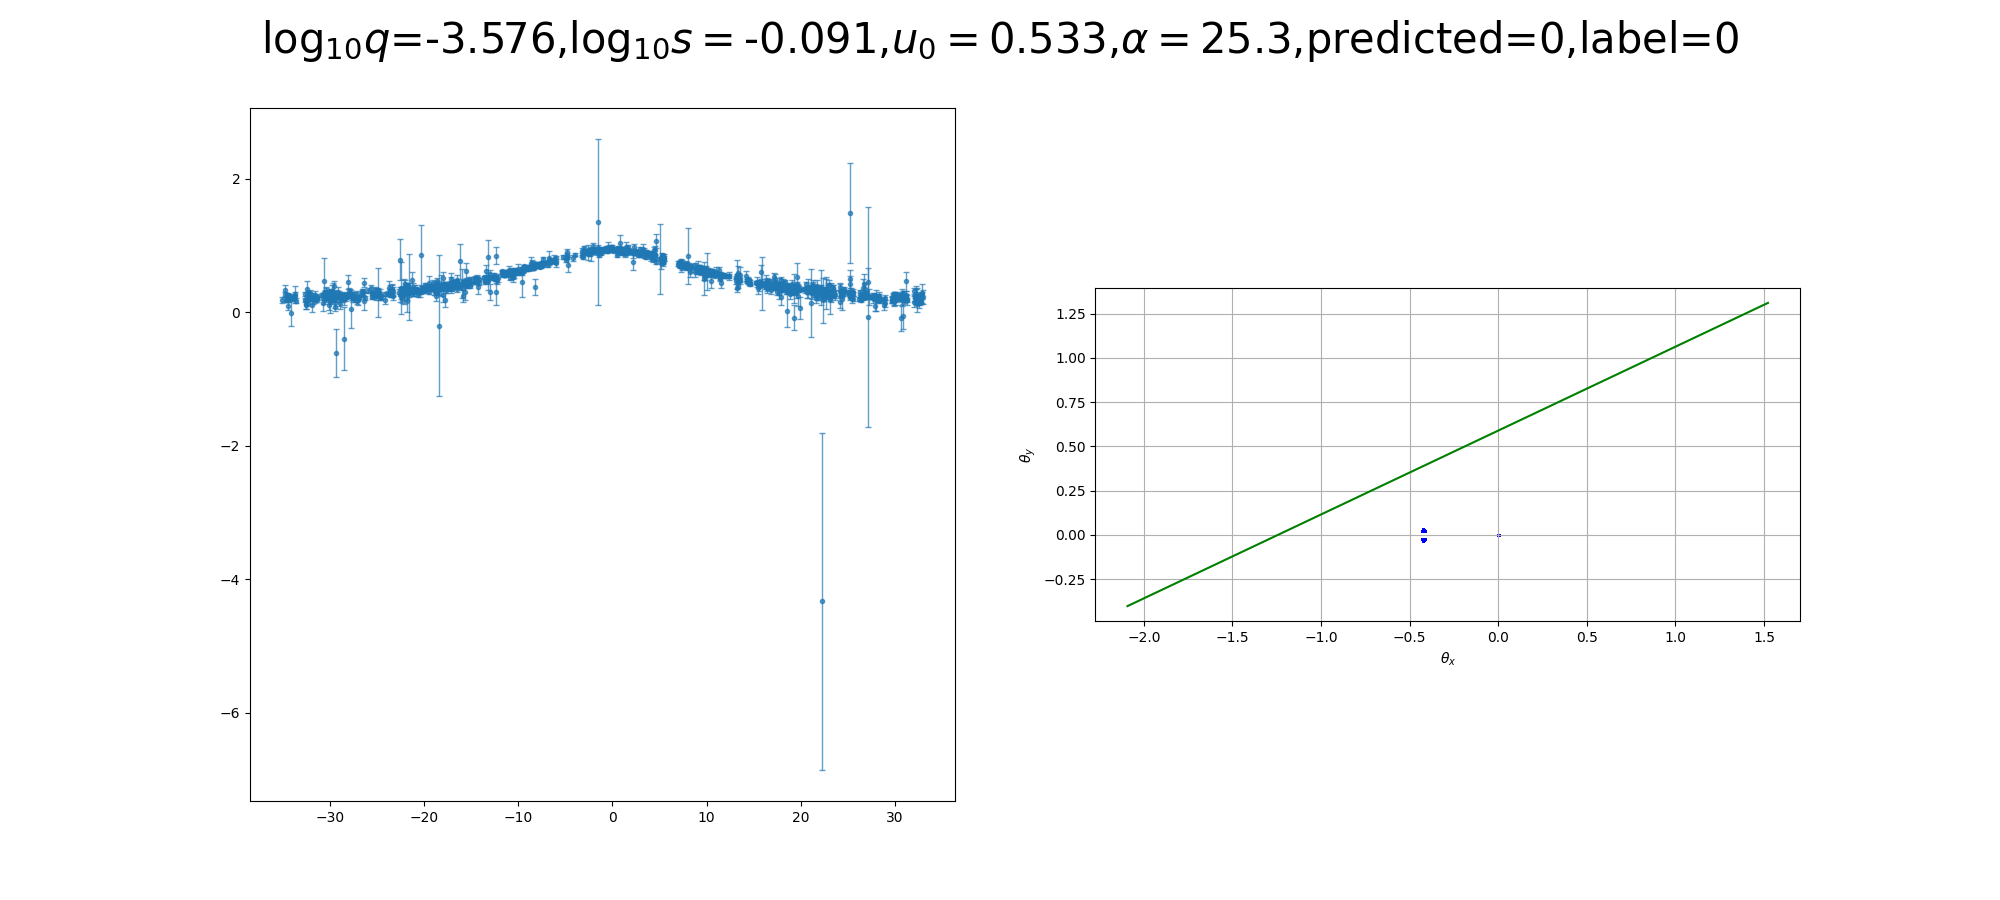 log₁₀q=-3.576,log₁₀s = -0.091,u₀ = 0.533,α = 25.3,predicted=0,label=0
2
0
−2
−4
−6
−30 −20 −10 0 10 20 30
1.25
1.00
0.75
0.50
0.25
0.00
−0.25
θy
−2.0 −1.5 −1.0 −0.5 0.0 0.5 1.0 1.5
θx